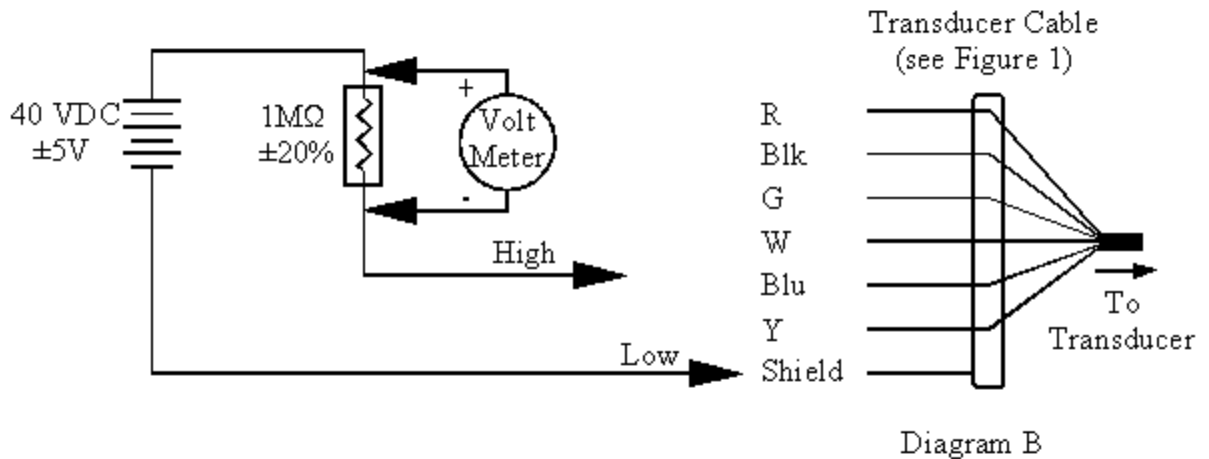 Transducer Cable
(see Figure 1)
40 VDC
±5V
1MΩ
±20%
+
Volt
Meter
-
High
Low
R
Blk
G
W
Blu
Y
Shield
To
Transducer
Diagram B